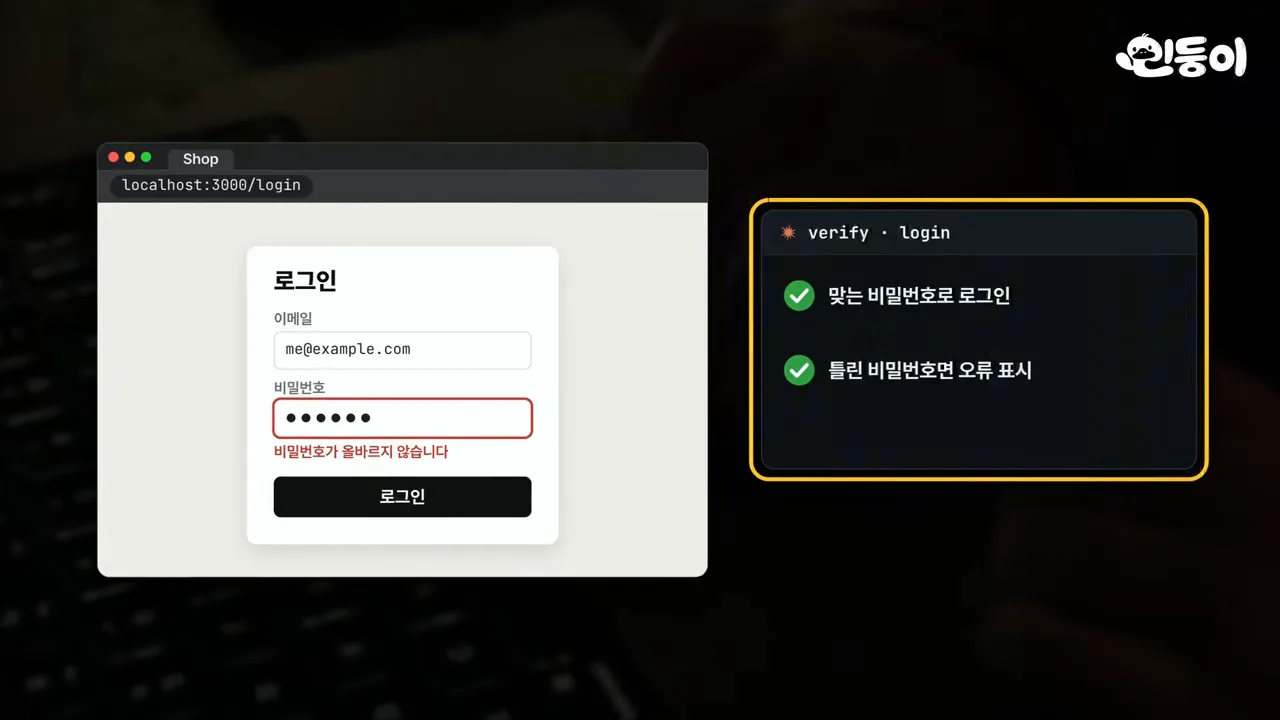 인둥이
Shop
localhost:3000/login
로그인
이메일
me@example.com
비밀번호
비밀번호가 올바르지 않습니다
로그인
verify · login
맞는 비밀번호로 로그인
틀린 비밀번호면 오류 표시